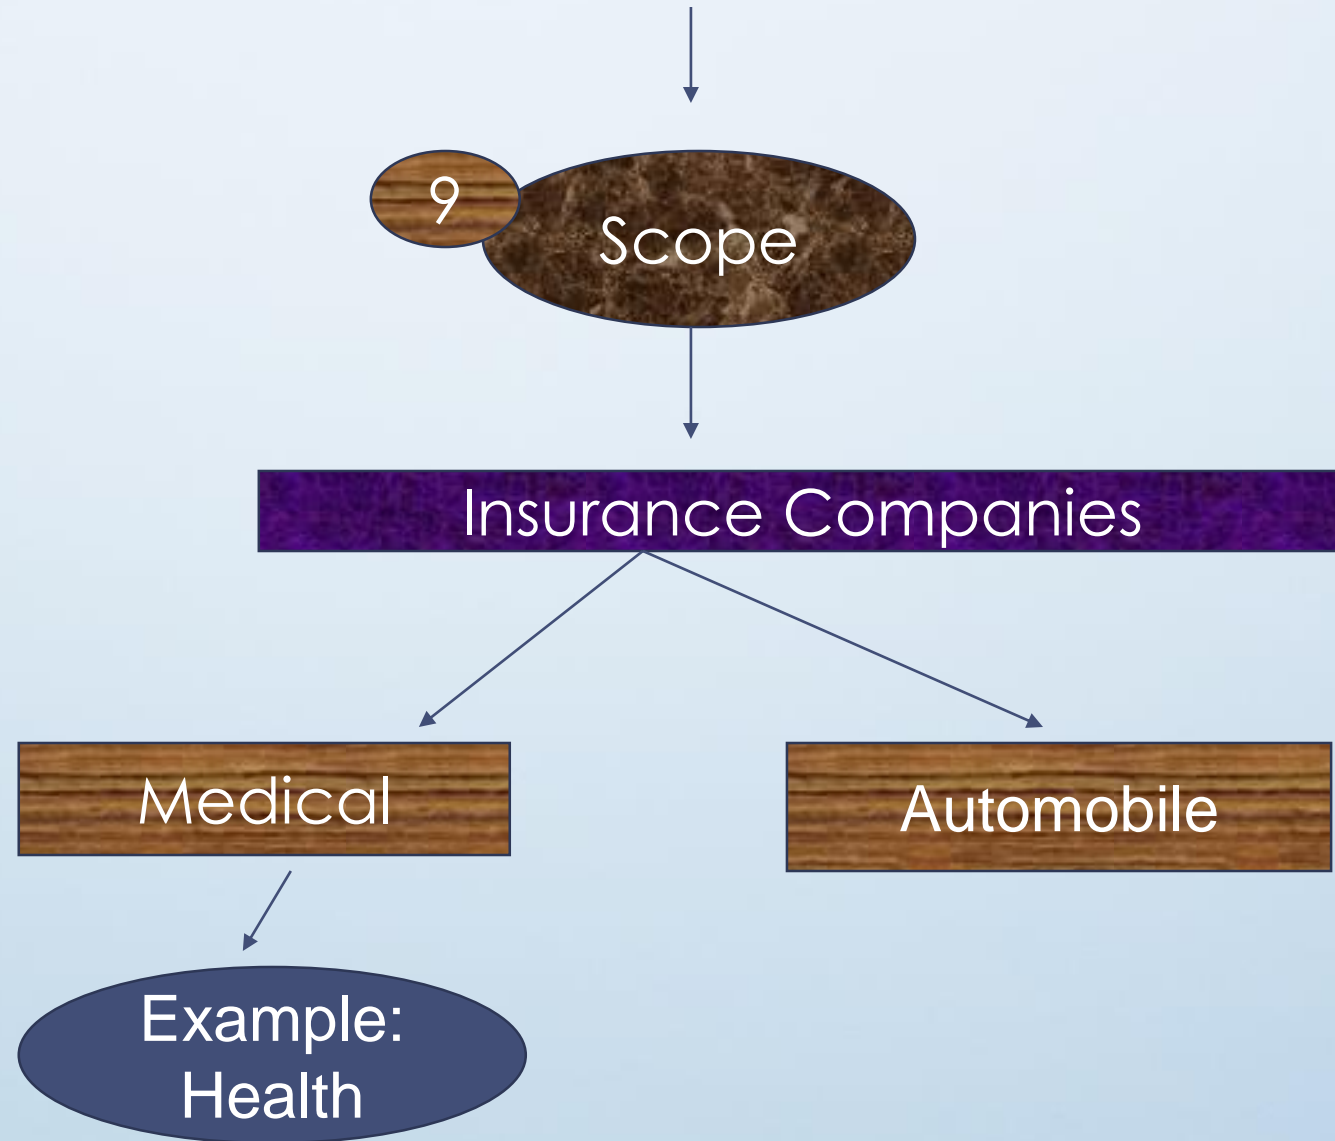 9
Scope
Insurance Companies
Medical
Automobile
Example:
Health